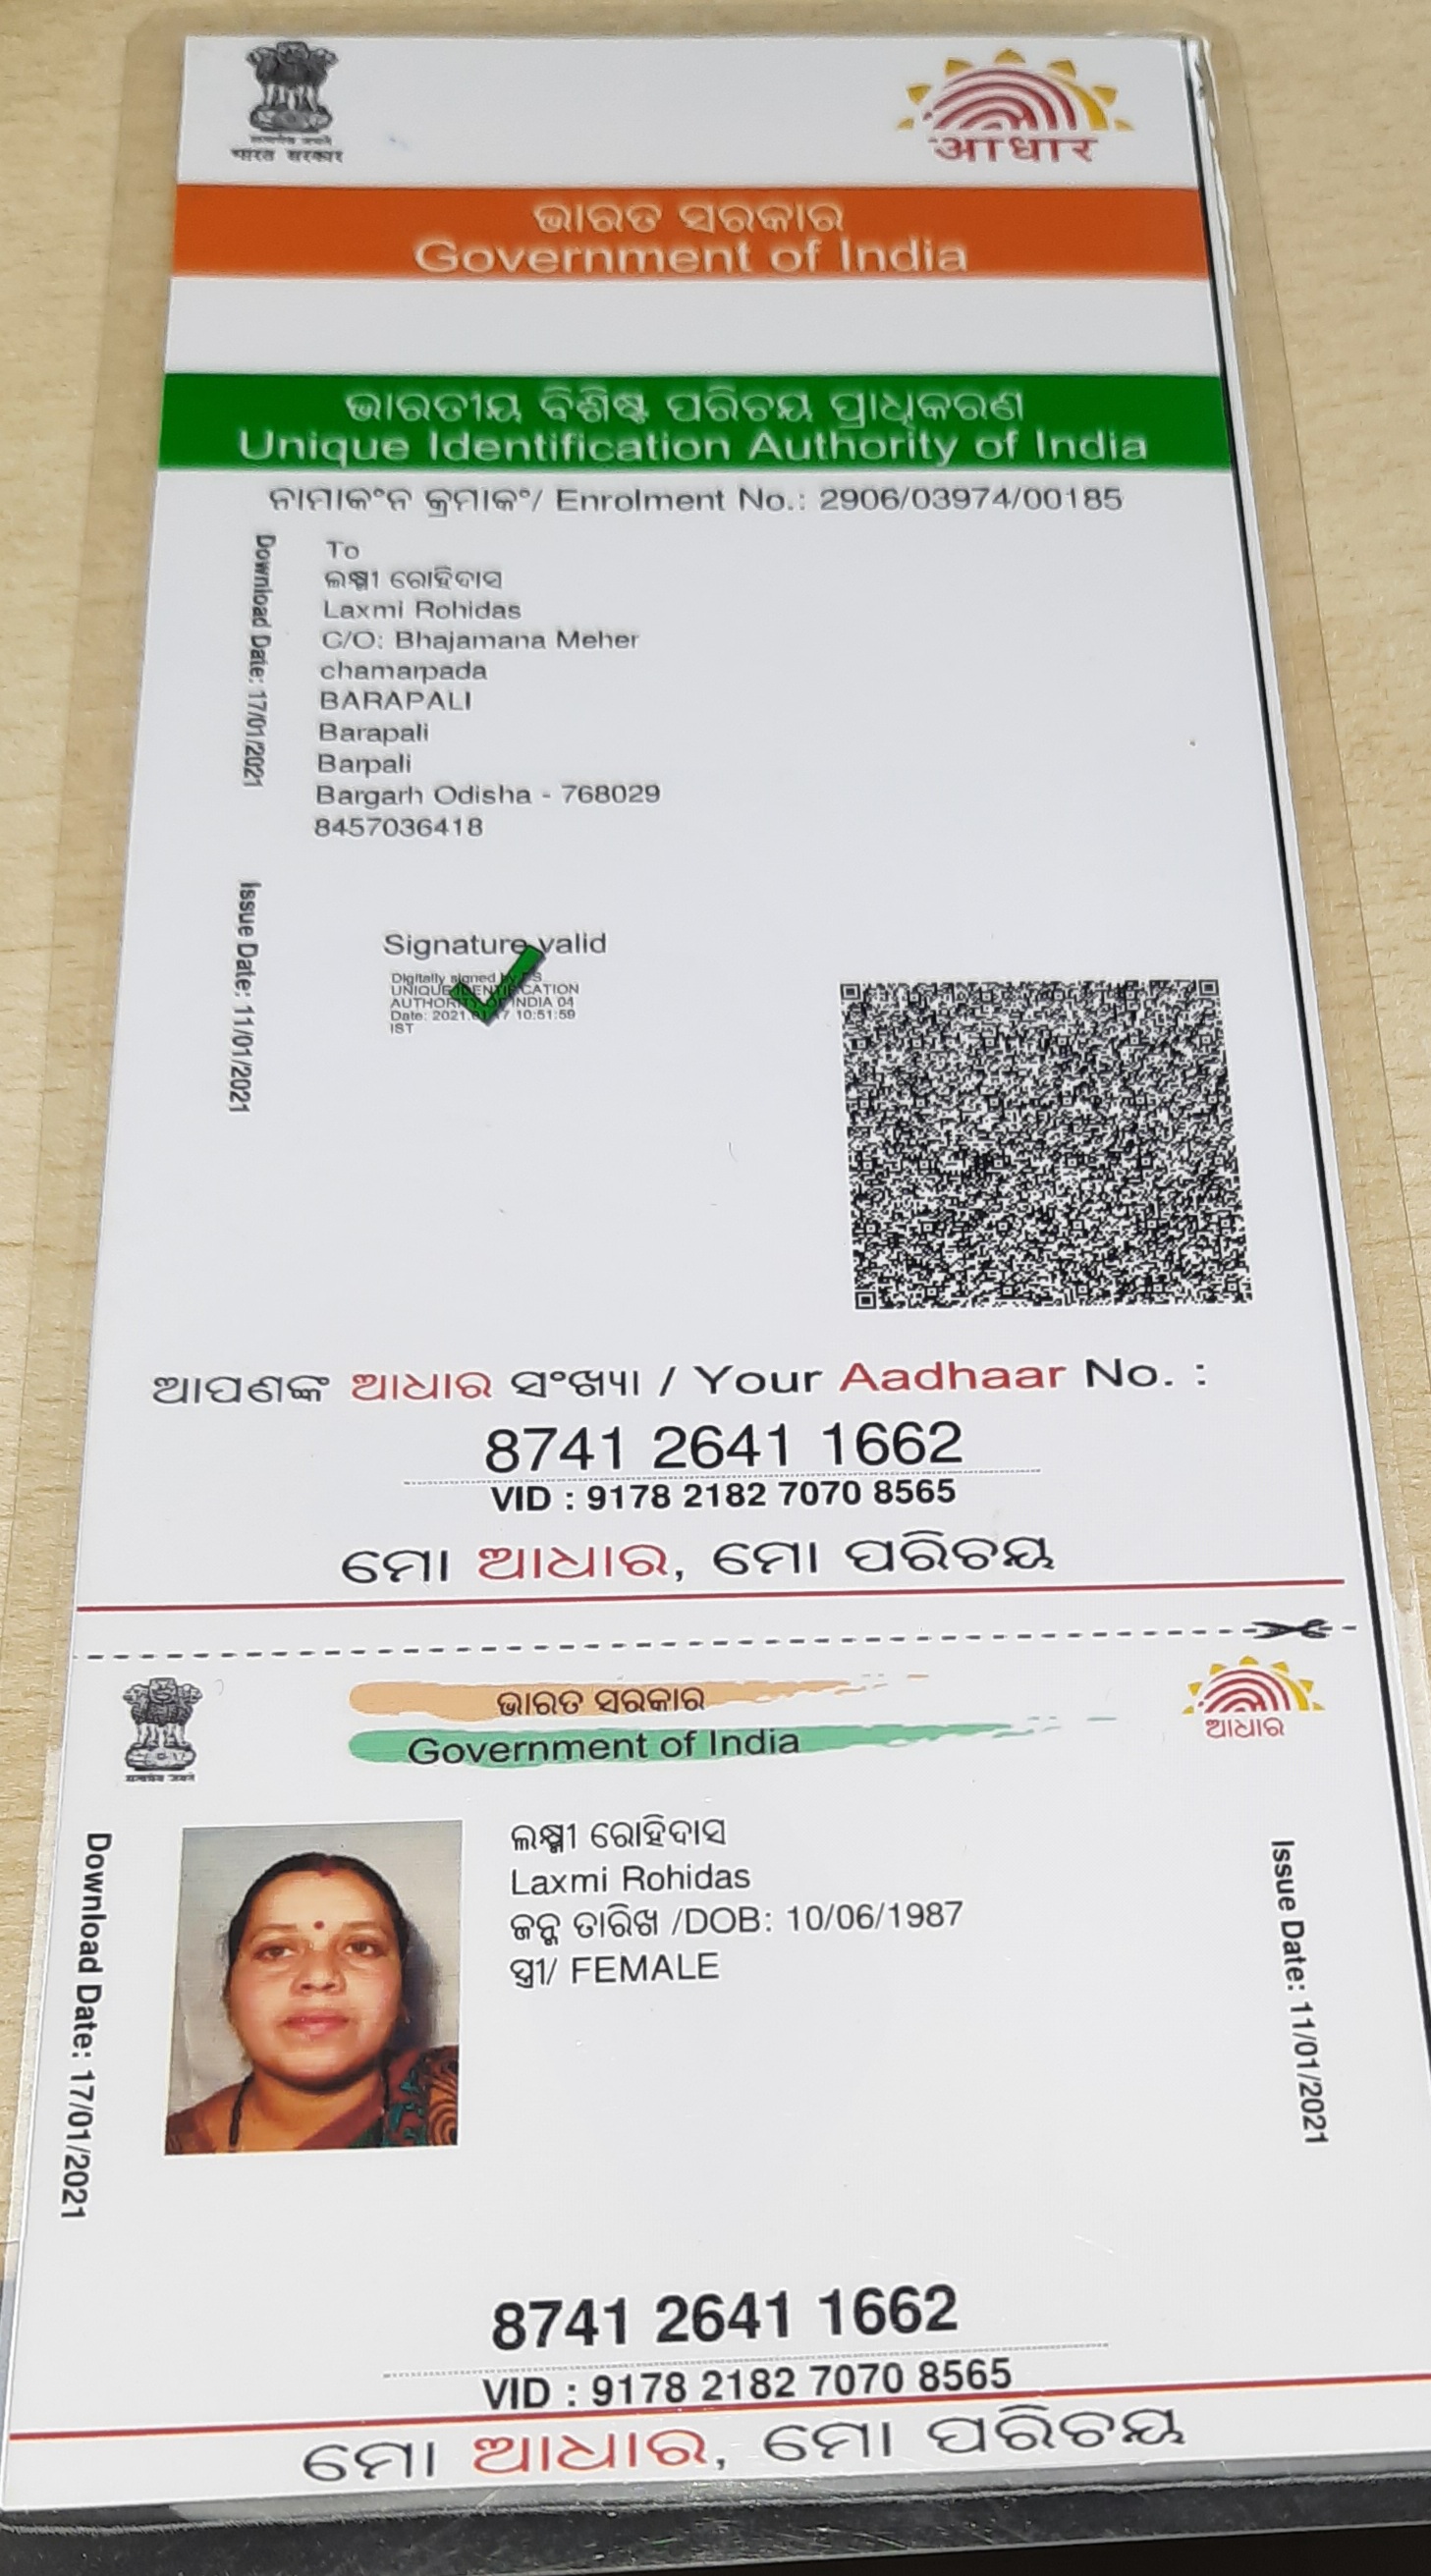 सत्यमेव जयते
भारत सरकार
आधार
ଭାରତ ସରକାର
Government of India
ଭାରତୀୟ ବିଶିଷ୍ଟ ପରିଚୟ ପ୍ରାଧିକରଣ
Unique Identification Authority of India
ନାମାକଂନ କ୍ରମାକଂ/ Enrolment No.: 2906/03974/00185
Download Date: 17/01/2021
To
ଲକ୍ଷ୍ମୀ ରୋହିଦାସ
Laxmi Rohidas
C/O: Bhajamana Meher
chamarpada
BARAPALI
Barapali
Barpali
Bargarh Odisha - 768029
8457036418
Issue Date: 11/01/2021
Signature valid
Digitally signed by DS
UNIQUE IDENTIFICATION
AUTHORITY OF INDIA 04
Date: 2021.01.17 10:51:59
IST
ଆପଣଙ୍କ ଆଧାର ସଂଖ୍ୟା / Your Aadhaar No. :
8741 2641 1662
VID : 9178 2182 7070 8565
ମୋ ଆଧାର, ମୋ ପରିଚୟ
सत्यमेव जयते
ଭାରତ ସରକାର
Government of India
ଆଧାର
Download Date: 17/01/2021
ଲକ୍ଷ୍ମୀ ରୋହିଦାସ
Laxmi Rohidas
ଜନ୍ମ ତାରିଖ /DOB: 10/06/1987
ସ୍ତ୍ରୀ/ FEMALE
Issue Date: 11/01/2021
8741 2641 1662
VID : 9178 2182 7070 8565
ମୋ ଆଧାର, ମୋ ପରିଚୟ